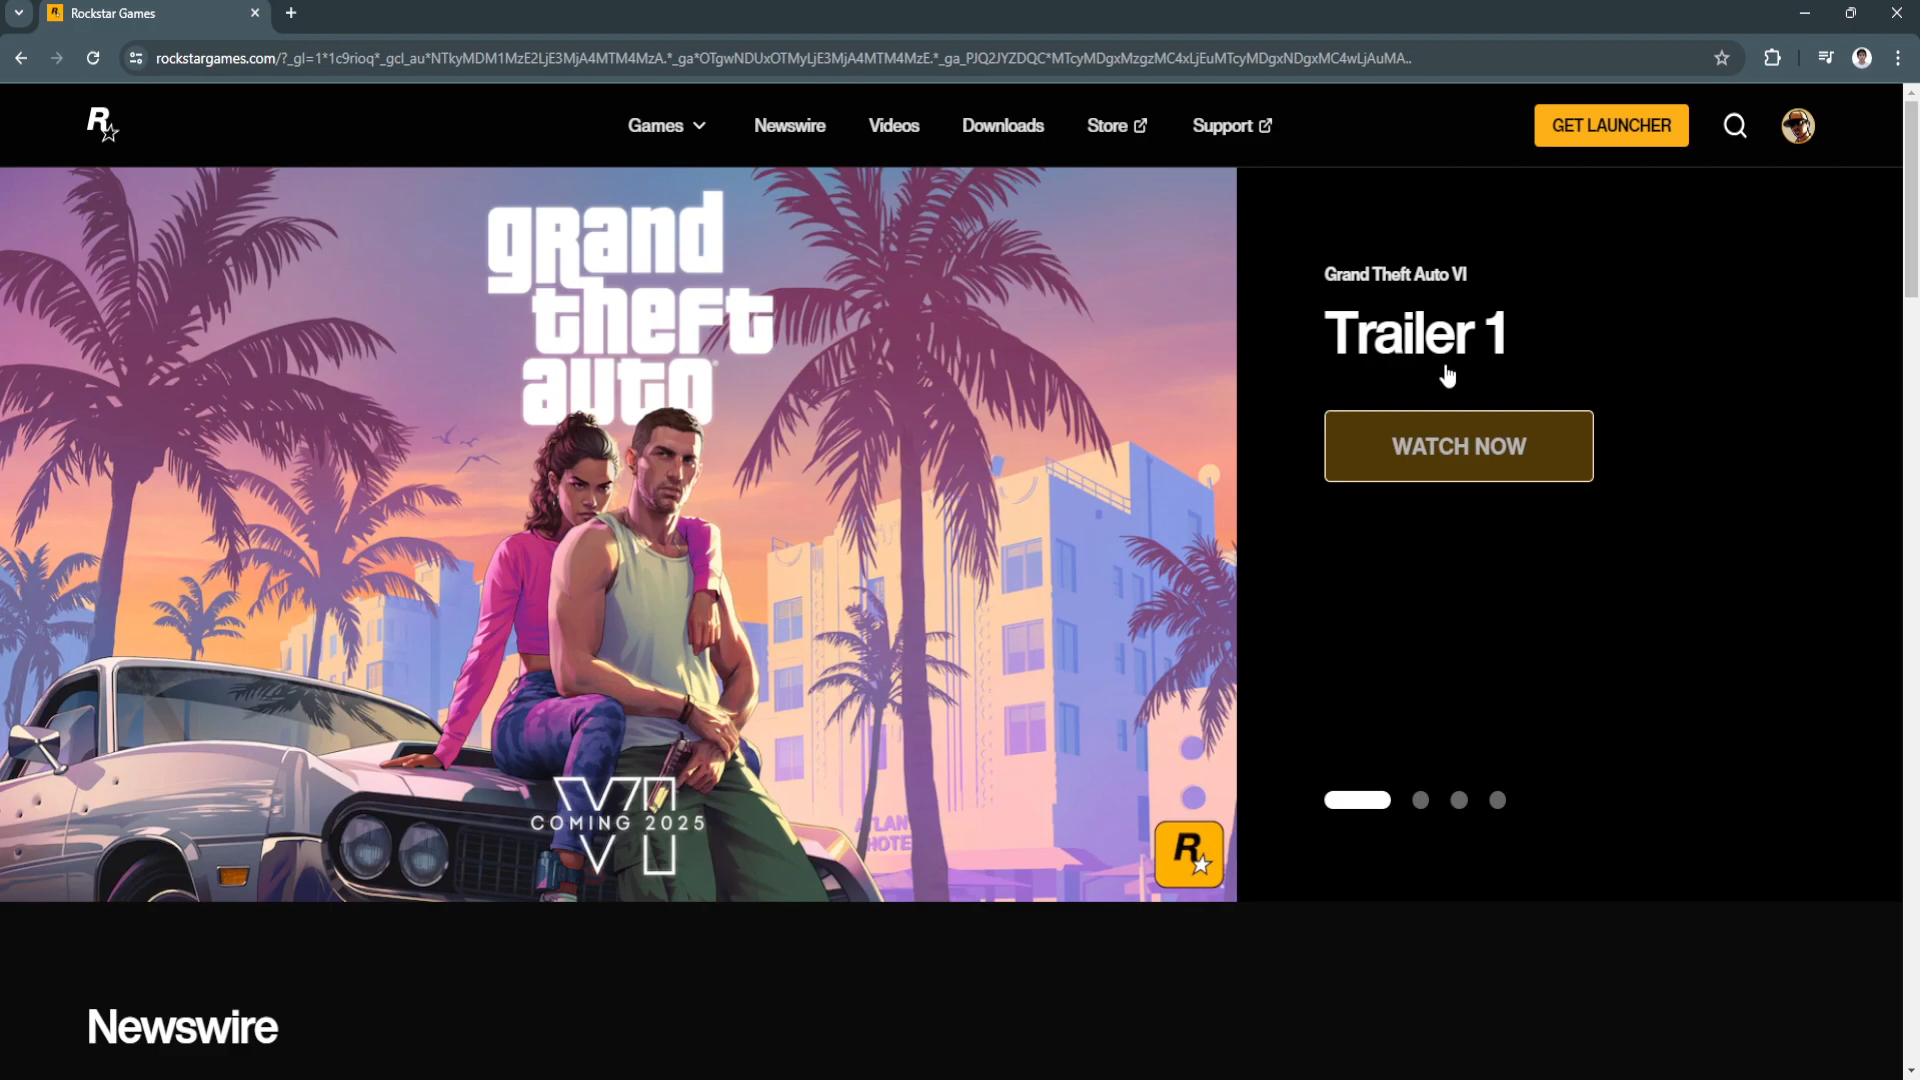 Rockstar Games
rockstargames.com/?_gl=1*1c9rioq*_gcl_au*NTkyMDM1MzE2LjE3MjA4MTM4MzA.*_ga*OTgwNDUxOTMyLjE3MjA4MTM4MzE.*_ga_PJQ2JYZDQC*MTcyMDgxMzgzMC4xLjEuMTcyMDgxNDgxMC4wLjAuMA..
R
Games
Newswire
Videos
Downloads
Store
Support
GET LAUNCHER
grand
theft
auto
VI
COMING 2025
R
Grand Theft Auto VI
Trailer 1
WATCH NOW
Newswire